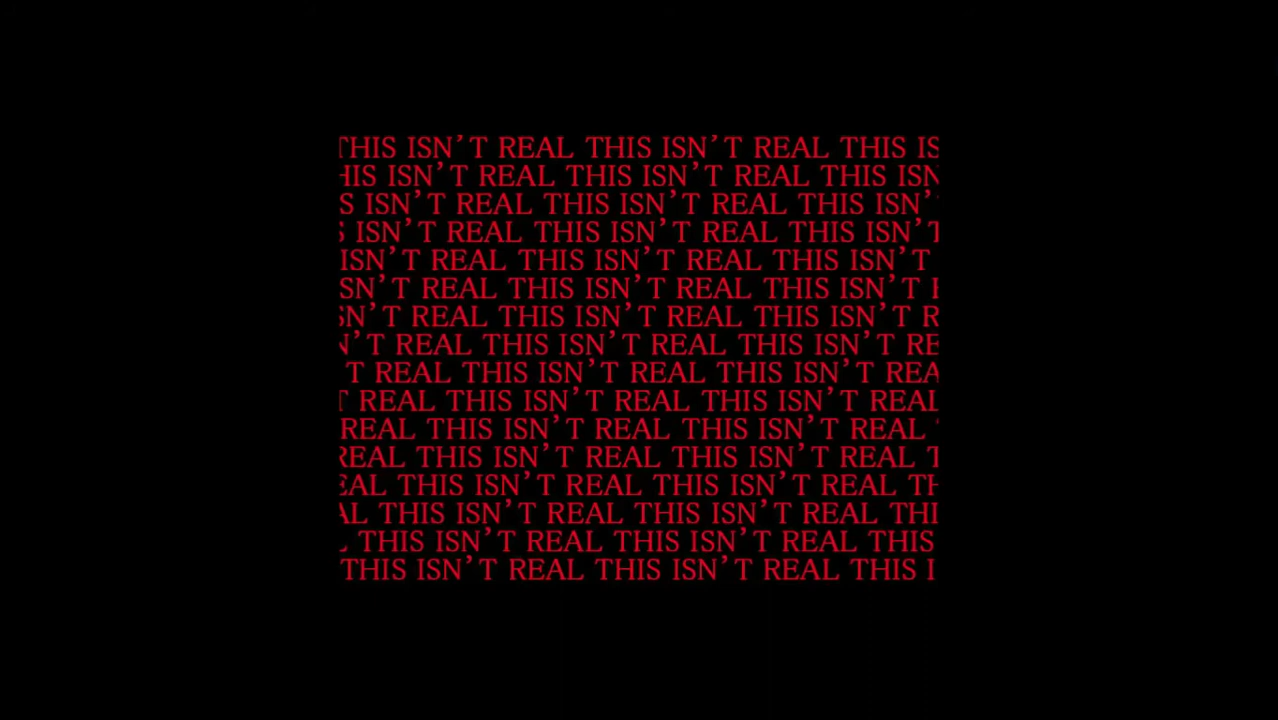 THIS ISN’T REAL THIS ISN’T REAL THIS IS
HIS ISN’T REAL THIS ISN’T REAL THIS ISN
S ISN’T REAL THIS ISN’T REAL THIS ISN’
S ISN’T REAL THIS ISN’T REAL THIS ISN’T
ISN’T REAL THIS ISN’T REAL THIS ISN’T
SN’T REAL THIS ISN’T REAL THIS ISN’T
SN’T REAL THIS ISN’T REAL THIS ISN’T R
N’T REAL THIS ISN’T REAL THIS ISN’T RE
’T REAL THIS ISN’T REAL THIS ISN’T REA
T REAL THIS ISN’T REAL THIS ISN’T REAL
REAL THIS ISN’T REAL THIS ISN’T REAL
REAL THIS ISN’T REAL THIS ISN’T REAL T
EAL THIS ISN’T REAL THIS ISN’T REAL TH
AL THIS ISN’T REAL THIS ISN’T REAL THI
L THIS ISN’T REAL THIS ISN’T REAL THIS
THIS ISN’T REAL THIS ISN’T REAL THIS I